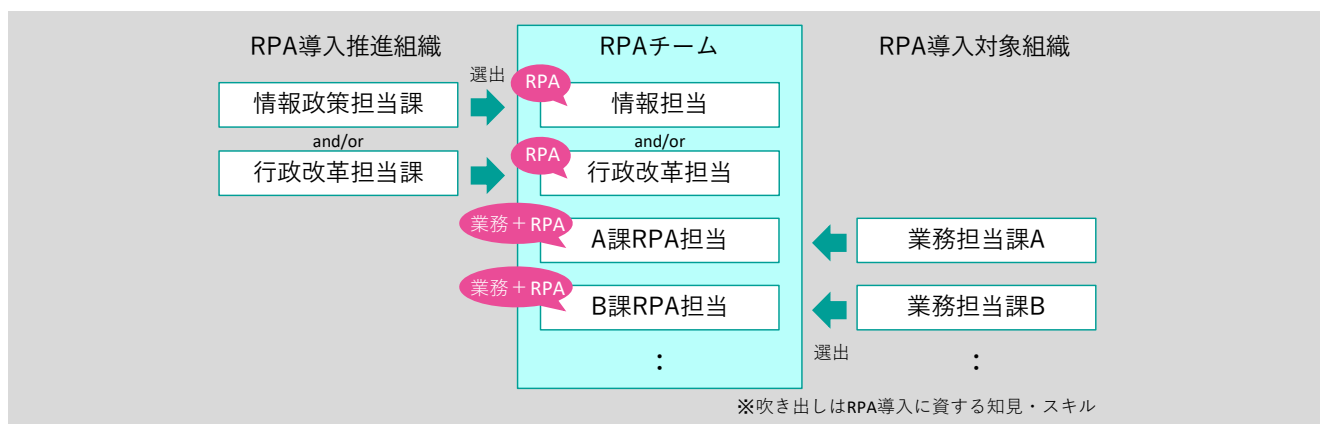 RPA導入推進組織
RPAチーム
RPA導入対象組織
選出
RPA
情報政策担当課
情報担当
and/or
and/or
RPA
行政改革担当課
行政改革担当
業務＋RPA
A課RPA担当
業務担当課A
業務＋RPA
B課RPA担当
業務担当課B
選出
：
：
※吹き出しはRPA導入に資する知見・スキル